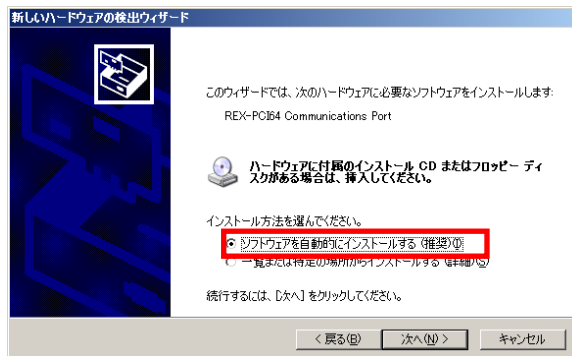 新しいハードウェアの検出ウィザード
このウィザードでは、次のハードウェアに必要なソフトウェアをインストールします:
REX-PCI64 Communications Port
ハードウェアに付属のインストール CD またはフロッピー ディ
スクがある場合は、挿入してください。
インストール方法を選んでください。
ソフトウェアを自動的にインストールする (推奨)(I)
一覧または特定の場所からインストールする (詳細)(S)
続行するには、[次へ] をクリックしてください。
< 戻る(B)
次へ(N) >
キャンセル